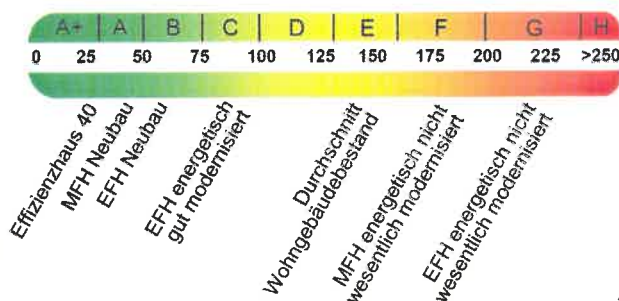 A+ A B C D E F G H
0 25 50 75 100 125 150 175 200 225 >250
Effizienzhaus 40
MFH Neubau
EFH Neubau
EFH energetisch
gut modernisiert
Durchschnitt
Wohngebäudebestand
MFH energetisch nicht
wesentlich modernisiert
EFH energetisch nicht
wesentlich modernisiert